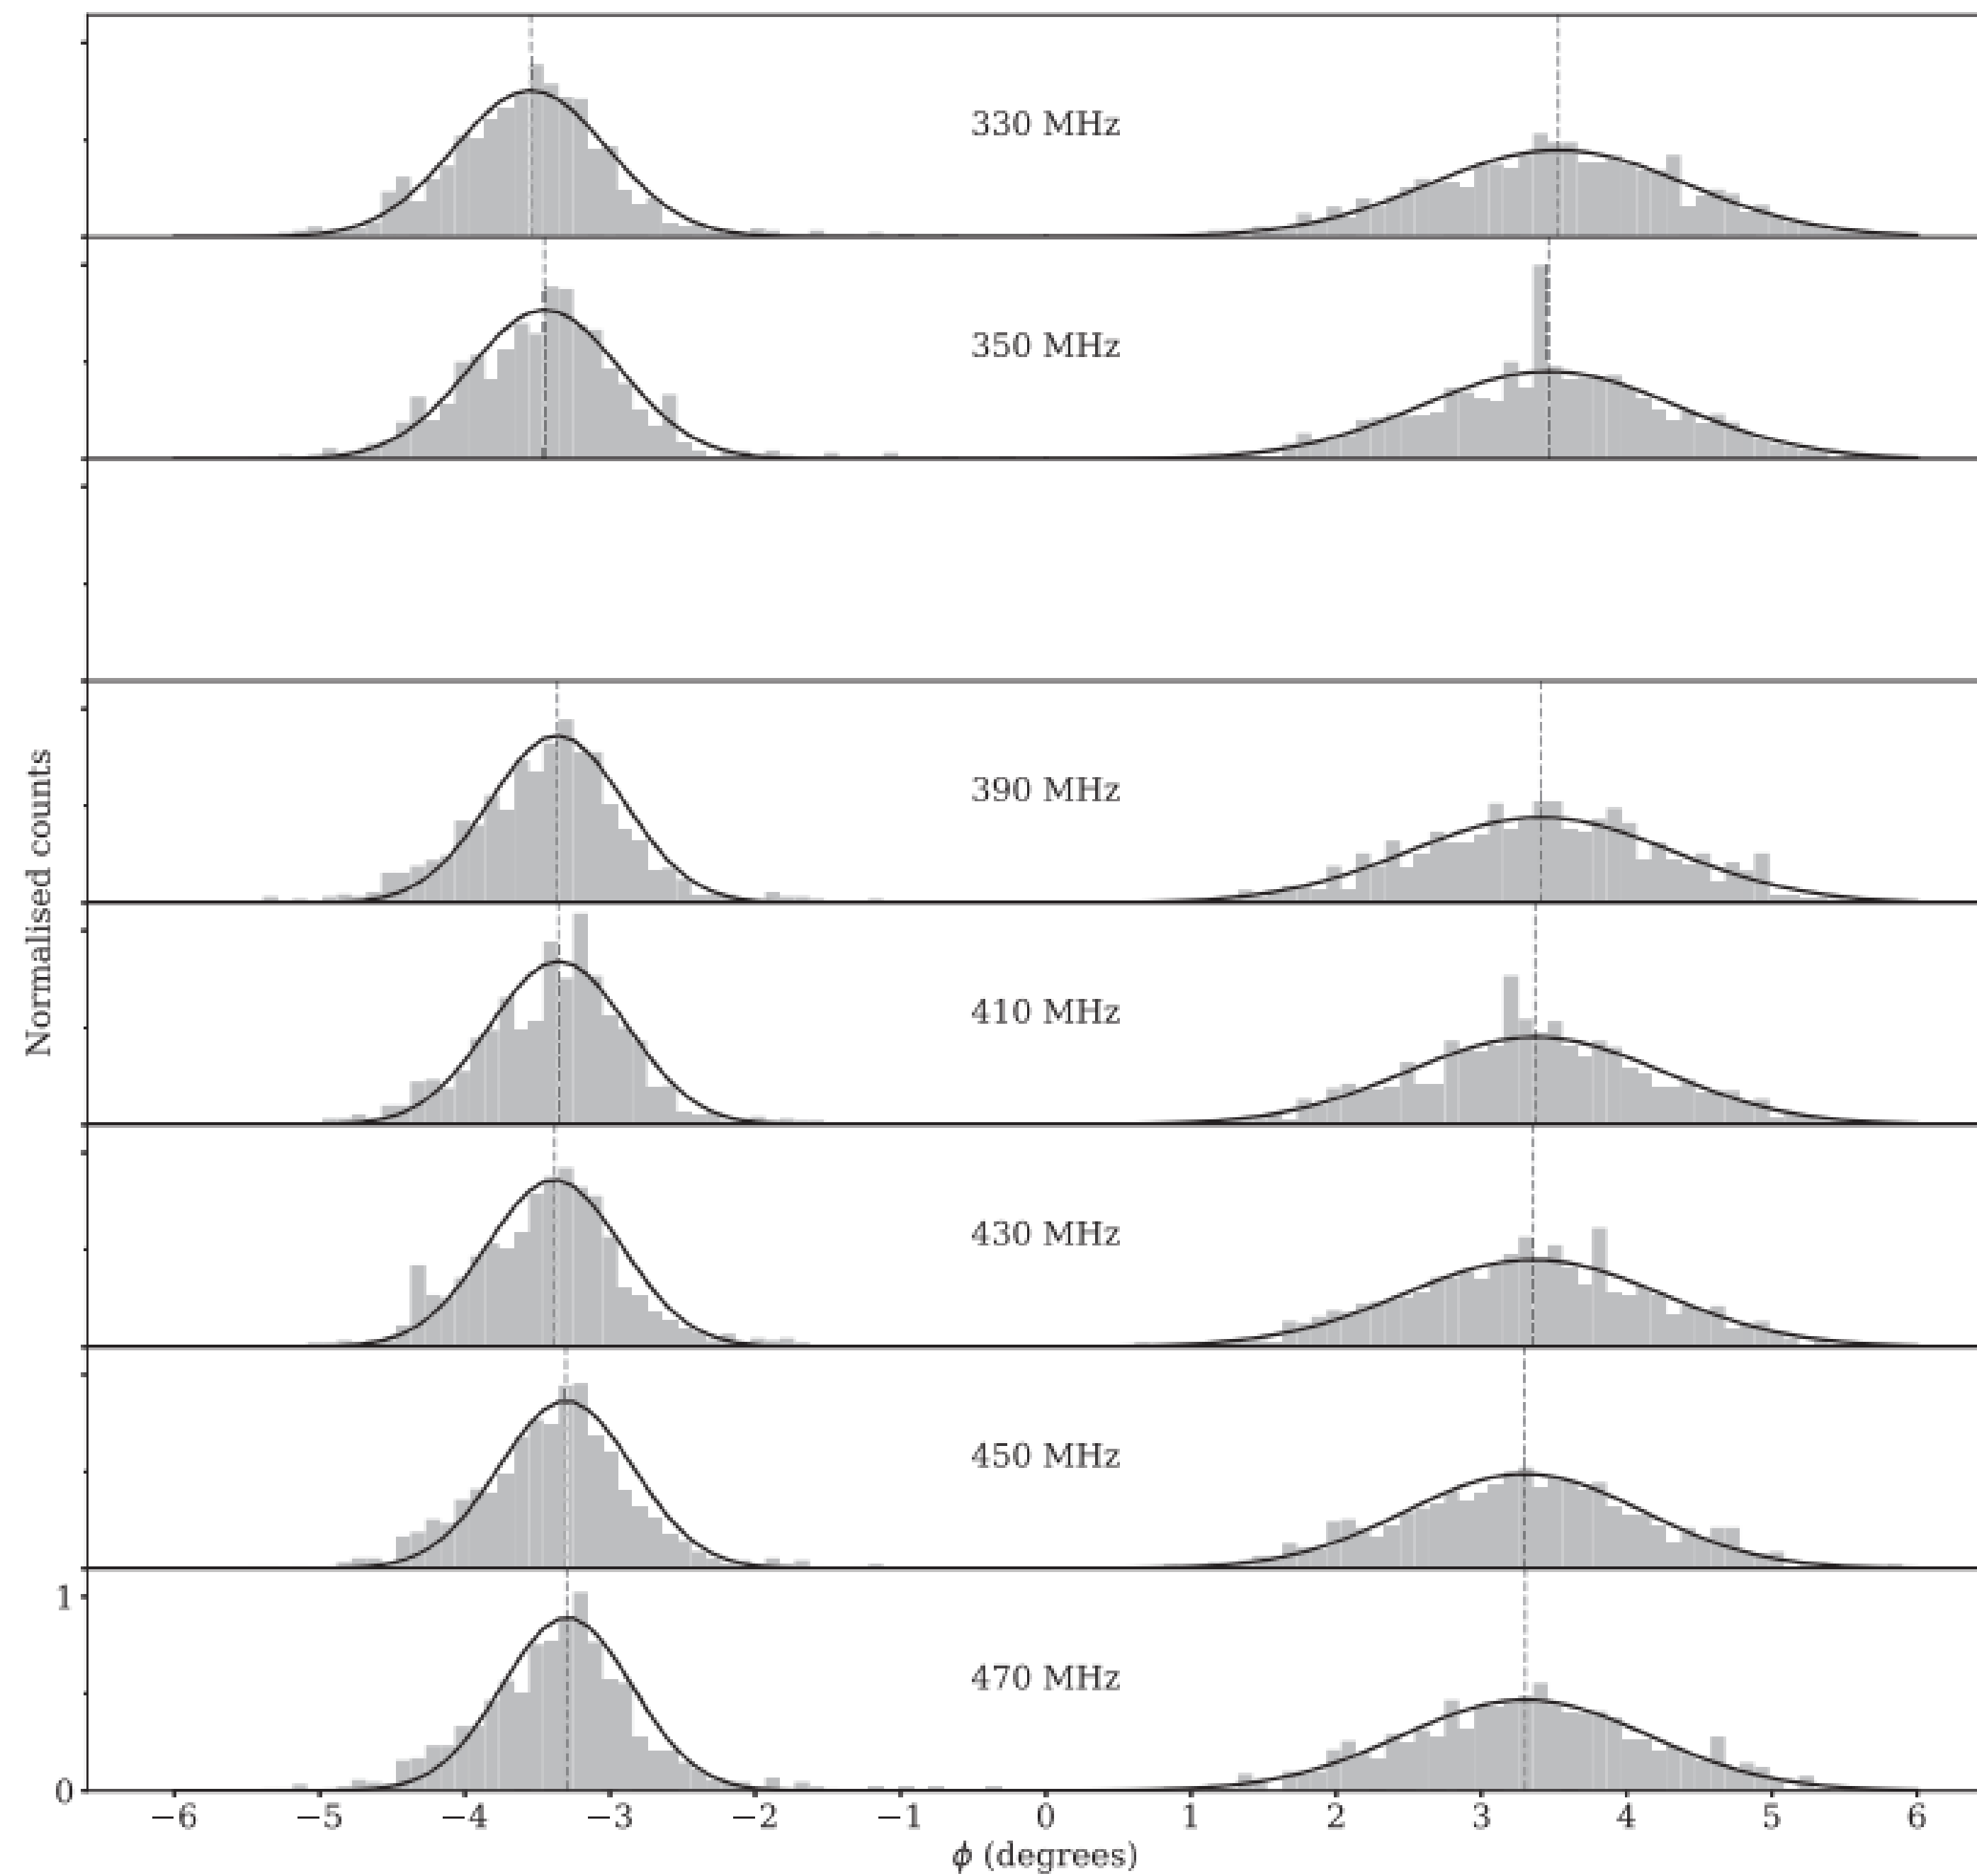 330 MHz
350 MHz
390 MHz
410 MHz
430 MHz
450 MHz
470 MHz
Normalised counts
1
0
−6 −5 −4 −3 −2 −1 0 1 2 3 4 5 6
ϕ (degrees)